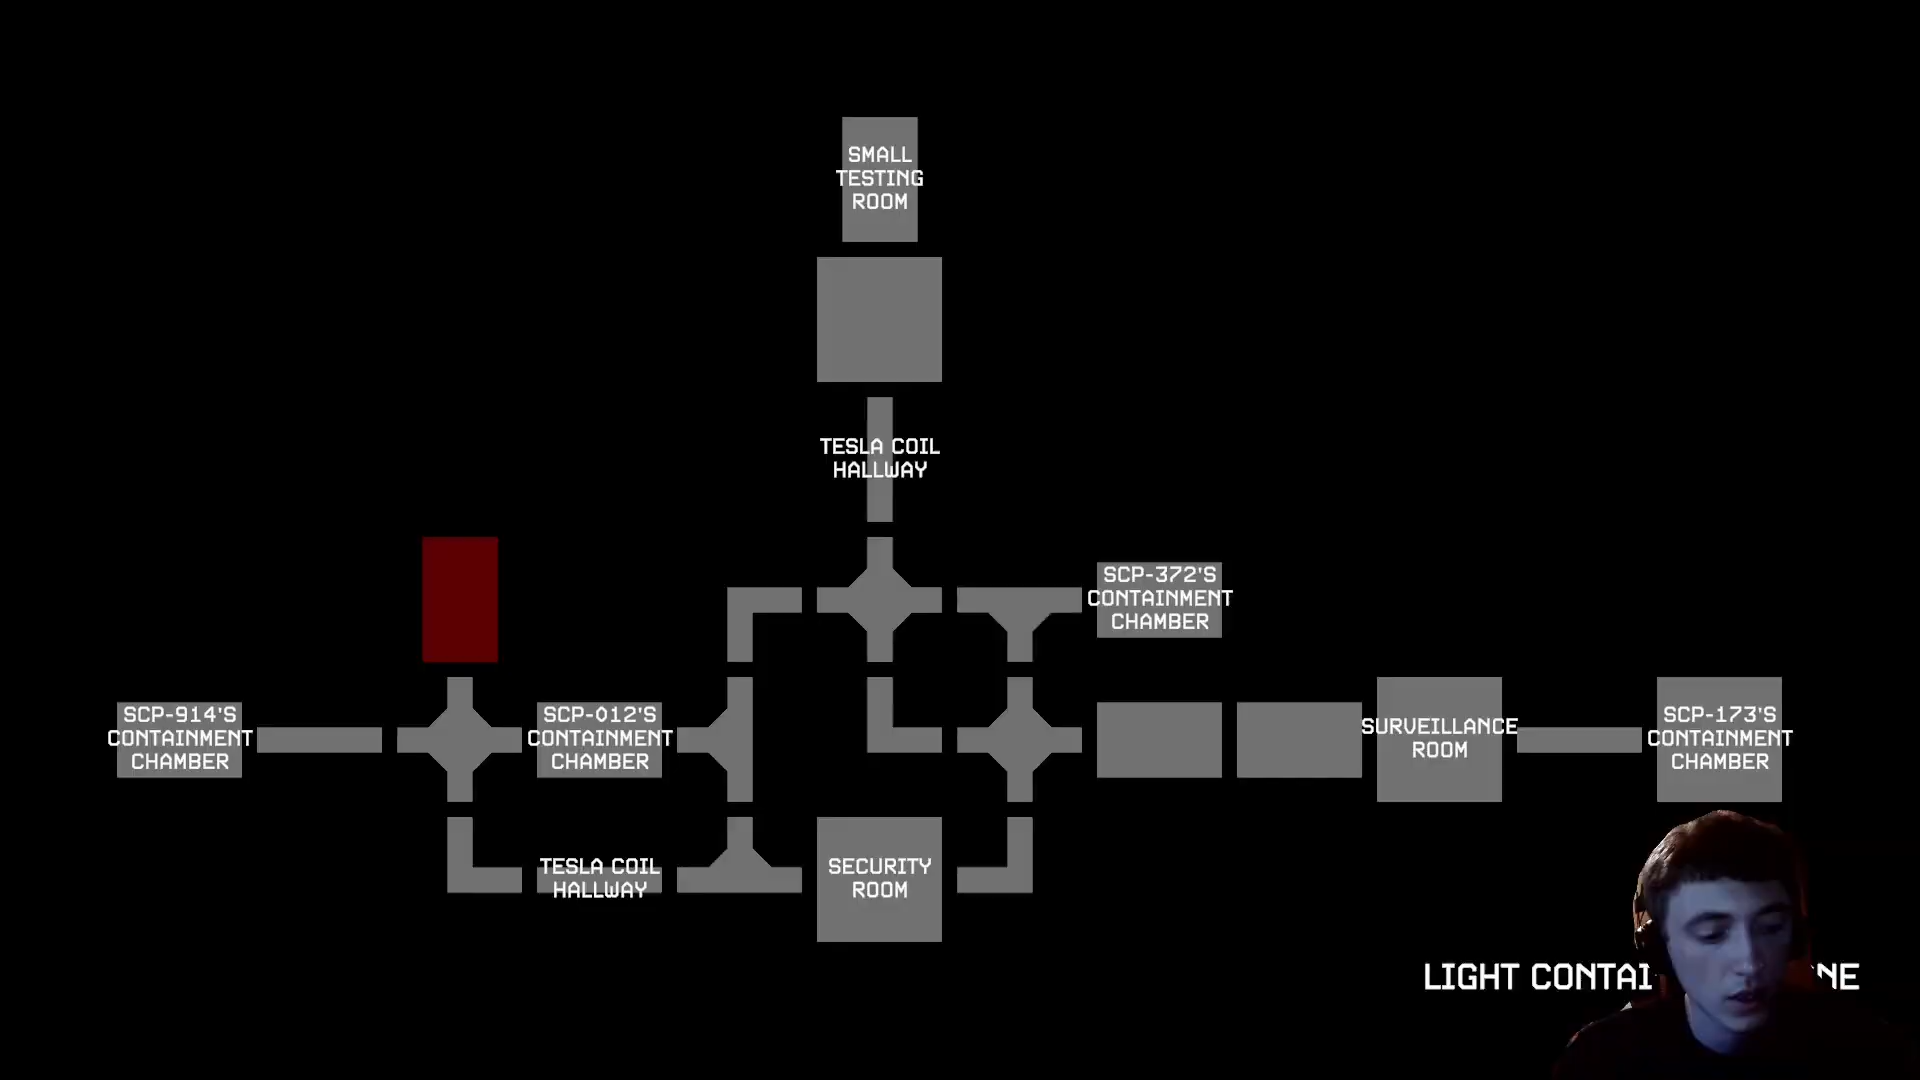 SMALL
TESTING
ROOM
TESLA COIL
HALLWAY
SCP-372'S
CONTAINMENT
CHAMBER
SCP-914'S
CONTAINMENT
CHAMBER
SCP-012'S
CONTAINMENT
CHAMBER
SURVEILLANCE
ROOM
SCP-173'S
CONTAINMENT
CHAMBER
TESLA COIL
HALLWAY
SECURITY
ROOM
LIGHT